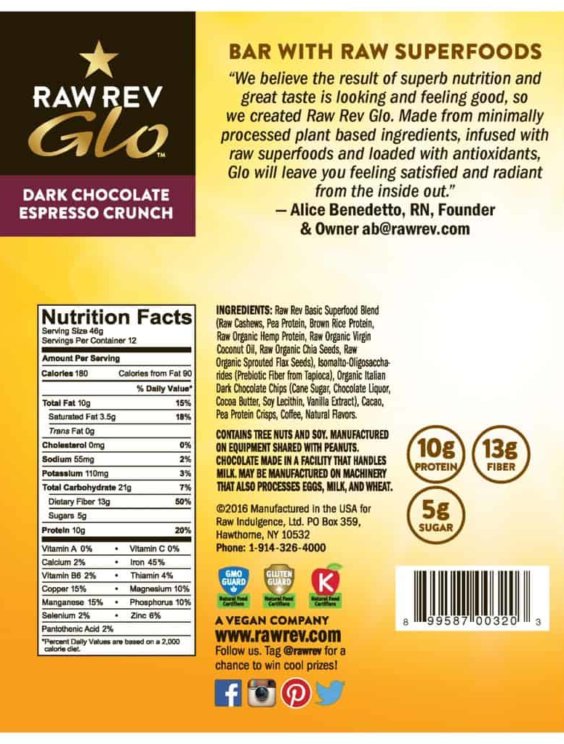 RAW REV
Glo™
DARK CHOCOLATE
ESPRESSO CRUNCH
BAR WITH RAW SUPERFOODS
“We believe the result of superb nutrition and
great taste is looking and feeling good, so
we created Raw Rev Glo. Made from minimally
processed plant based ingredients, infused with
raw superfoods and loaded with antioxidants,
Glo will leave you feeling satisfied and radiant
from the inside out.”
— Alice Benedetto, RN, Founder
& Owner ab@rawrev.com
Nutrition Facts
Serving Size 46g
Servings Per Container 12
Amount Per Serving
Calories 180 Calories from Fat 90
% Daily Value*
Total Fat 10g 15%
Saturated Fat 3.5g 18%
Trans Fat 0g
Cholesterol 0mg 0%
Sodium 55mg 2%
Potassium 110mg 3%
Total Carbohydrate 21g 7%
Dietary Fiber 13g 50%
Sugars 5g
Protein 10g 20%
Vitamin A 0% • Vitamin C 0%
Calcium 2% • Iron 45%
Vitamin B6 2% • Thiamin 4%
Copper 15% • Magnesium 10%
Manganese 15% • Phosphorus 10%
Selenium 2% • Zinc 6%
Pantothenic Acid 2%
*Percent Daily Values are based on a 2,000
calorie diet.
INGREDIENTS: Raw Rev Basic Superfood Blend
(Raw Cashews, Pea Protein, Brown Rice Protein,
Raw Organic Hemp Protein, Raw Organic Virgin
Coconut Oil, Raw Organic Chia Seeds, Raw
Organic Sprouted Flax Seeds), Isomalto-Oligosaccha-
rides (Prebiotic Fiber from Tapioca), Organic Italian
Dark Chocolate Chips (Cane Sugar, Chocolate Liquor,
Cocoa Butter, Soy Lecithin, Vanilla Extract), Cacao,
Pea Protein Crisps, Coffee, Natural Flavors.
CONTAINS TREE NUTS AND SOY. MANUFACTURED
ON EQUIPMENT SHARED WITH PEANUTS.
CHOCOLATE MADE IN A FACILITY THAT HANDLES
MILK. MAY BE MANUFACTURED ON MACHINERY
THAT ALSO PROCESSES EGGS, MILK, AND WHEAT.
©2016 Manufactured in the USA for
Raw Indulgence, Ltd. PO Box 359,
Hawthorne, NY 10532
Phone: 1-914-326-4000
10g
PROTEIN
13g
FIBER
5g
SUGAR
GMO
GUARD
Natural Food
Certifiers
GLUTEN
GUARD
Natural Food
Certifiers
K
Natural Food
Certifiers
A VEGAN COMPANY
www.rawrev.com
Follow us. Tag @rawrev for a
chance to win cool prizes!
8 99587 00320 3